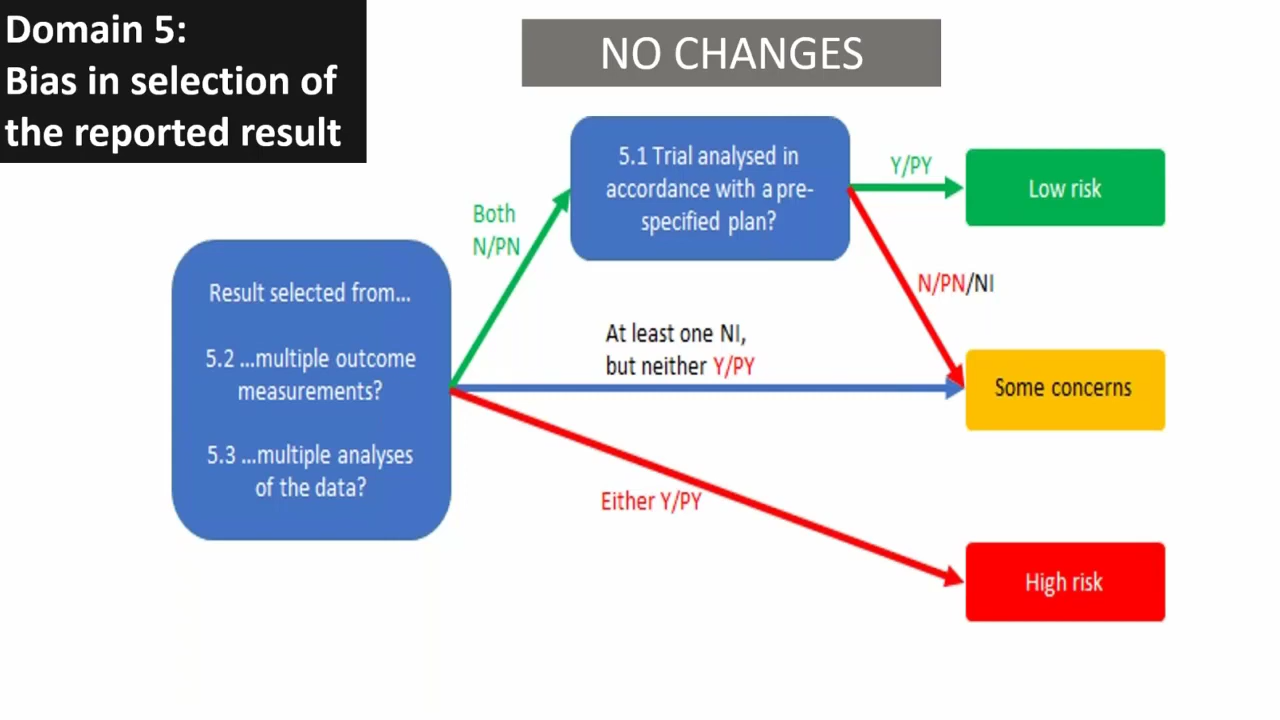 Domain 5:
Bias in selection of
the reported result
NO CHANGES
5.1 Trial analysed in
accordance with a pre-
specified plan?
Y/PY
Low risk
Both
N/PN
Result selected from...
5.2 ...multiple outcome
measurements?
5.3 ...multiple analyses
of the data?
N/PN/NI
At least one NI,
but neither Y/PY
Some concerns
Either Y/PY
High risk